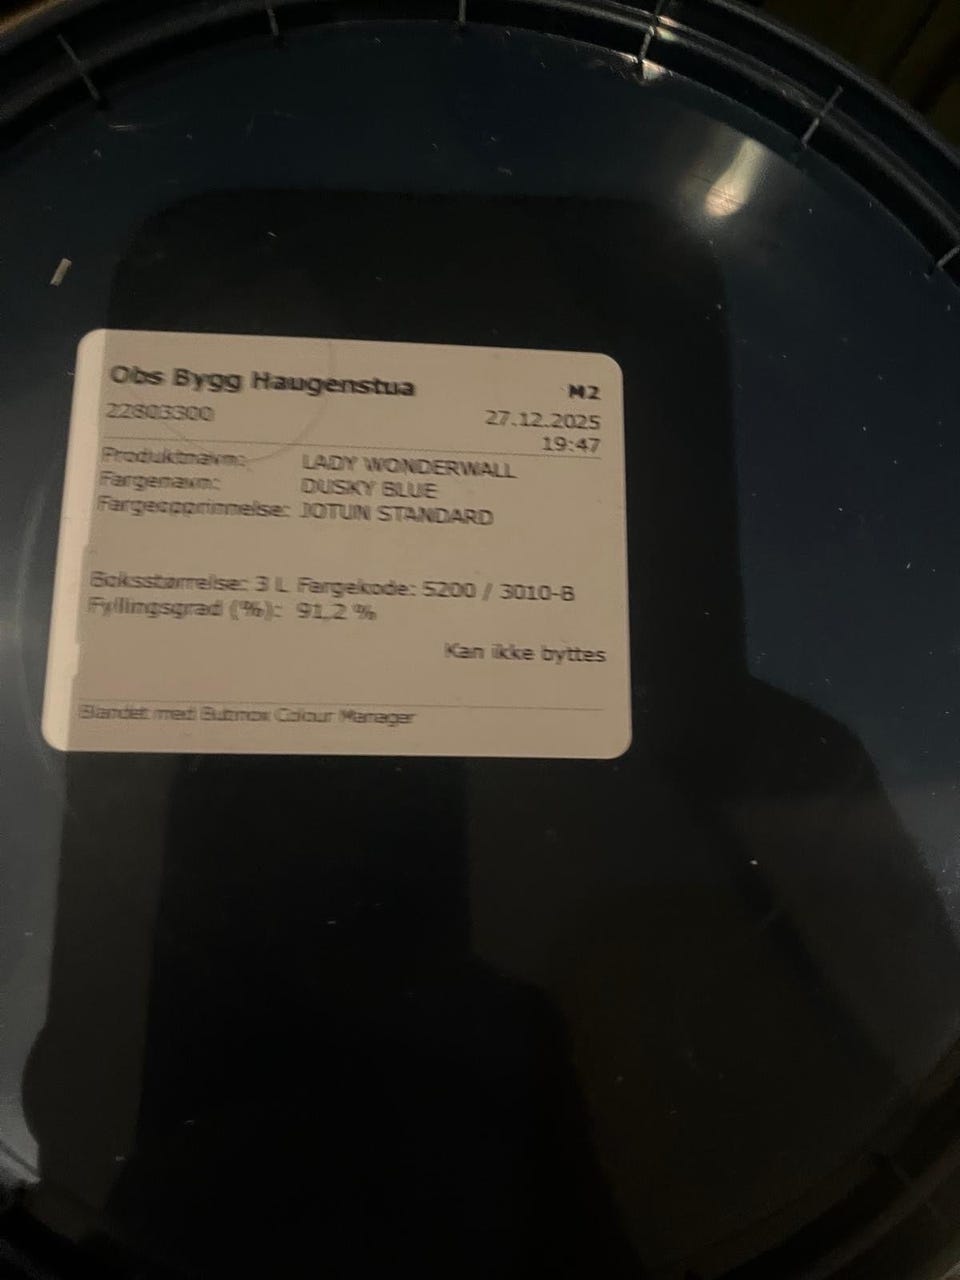 Obs Bygg Haugenstua M2
22803300 27.12.2025
19:47
Produktnavn: LADY WONDERWALL
Fargenavn: DUSKY BLUE
Fargeopprinnelse: JOTUN STANDARD
Boksstørrelse: 3 L Fargekode: 5200 / 3010-B
Fyllingsgrad (%): 91,2 %
Kan ikke byttes
Blandet med Colour Manager